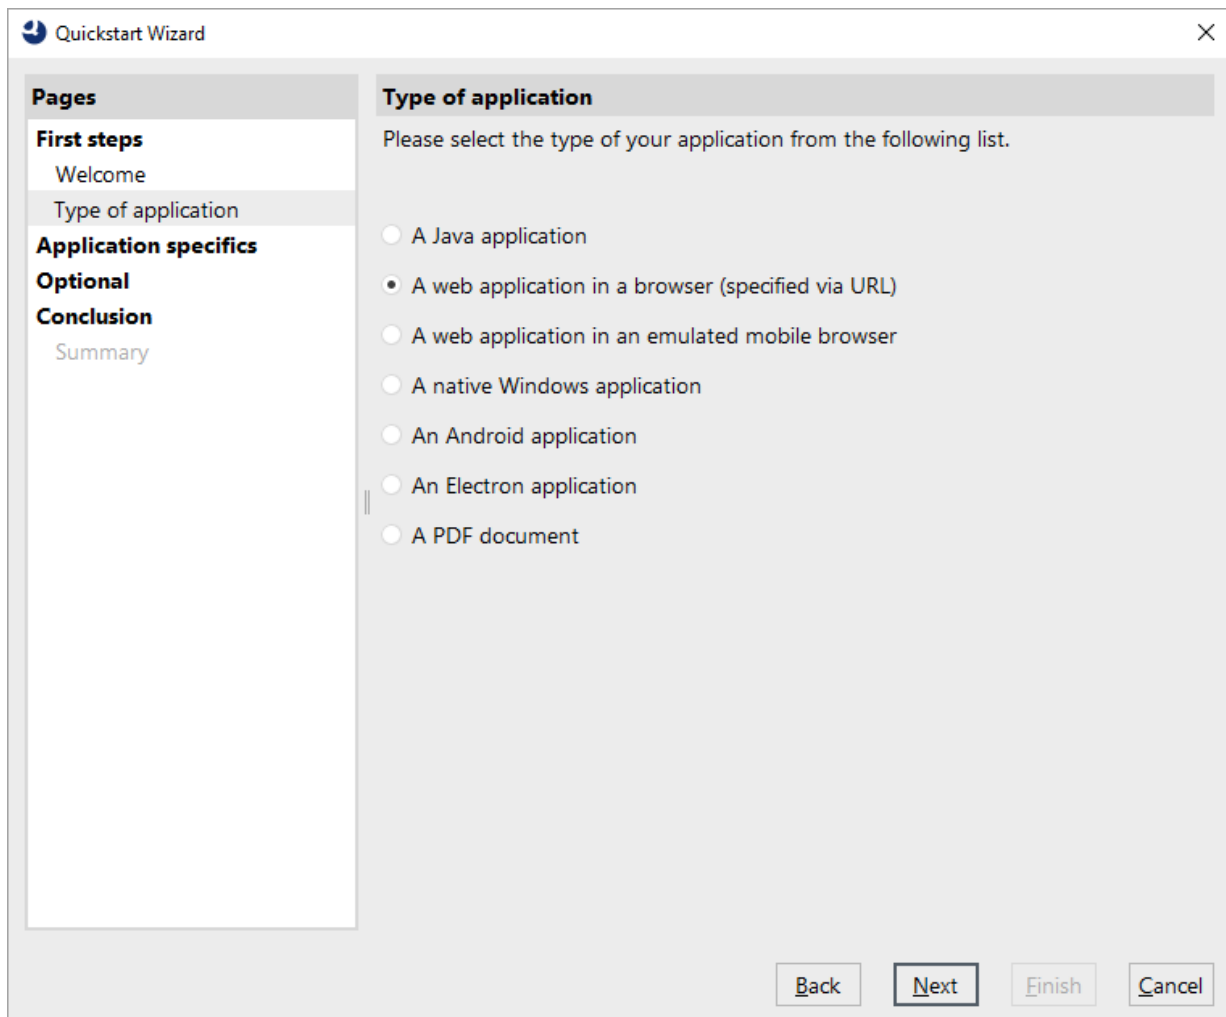 Quickstart Wizard
Pages
First steps
Welcome
Type of application
Application specifics
Optional
Conclusion
Summary
Type of application
Please select the type of your application from the following list.
A Java application
A web application in a browser (specified via URL)
A web application in an emulated mobile browser
A native Windows application
An Android application
An Electron application
A PDF document
Back Next Finish Cancel